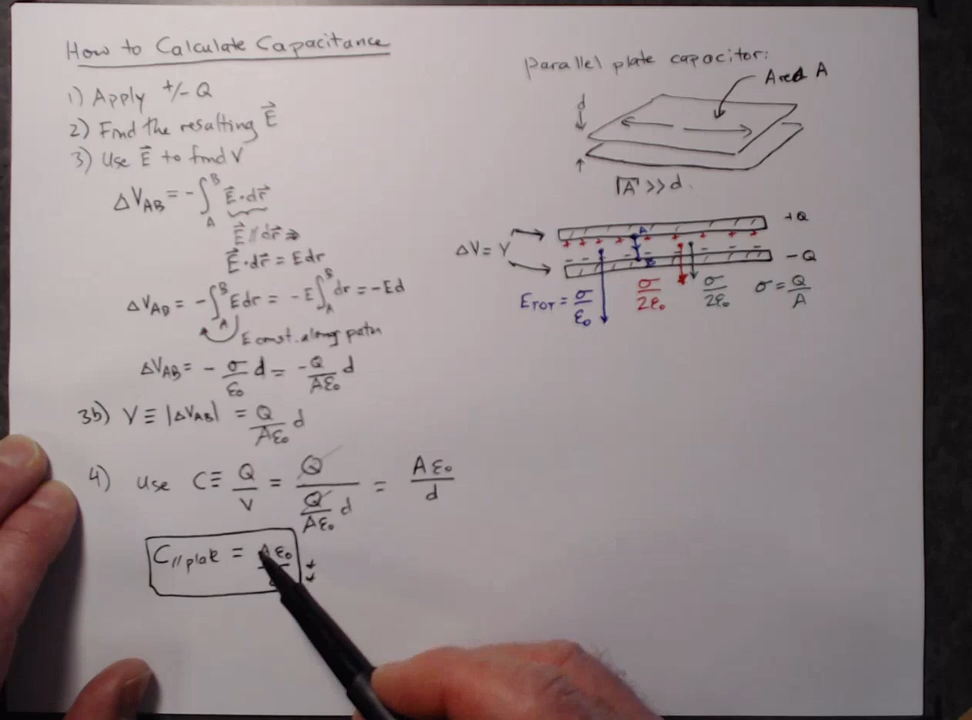 How to Calculate Capacitance
1) Apply +/- Q
2) Find the resulting E⃗
3) Use E⃗ to find V
ΔV_AB = -∫_A^B E⃗·dr⃗
E⃗ // dr⃗ ⇒
E⃗·dr⃗ = Edr
ΔV_AB = -∫_A^B Edr = -E∫_A^B dr = -Ed
E const. along path
ΔV_AB = - σ/ε₀ d = - Q/Aε₀ d
3b) V ≡ |ΔV_AB| = Q/Aε₀ d
4) Use C ≡ Q/V = Q/(Q/Aε₀ d) = Aε₀/d
C_//plate = Aε₀
Parallel plate capacitor:
Area A
d
√A >> d.
+Q
A
+ + + + + + + +
ΔV = V
- - - - - - - -
B
-Q
E_TOT = σ/ε₀
σ/2ε₀
σ/2ε₀
σ = Q/A